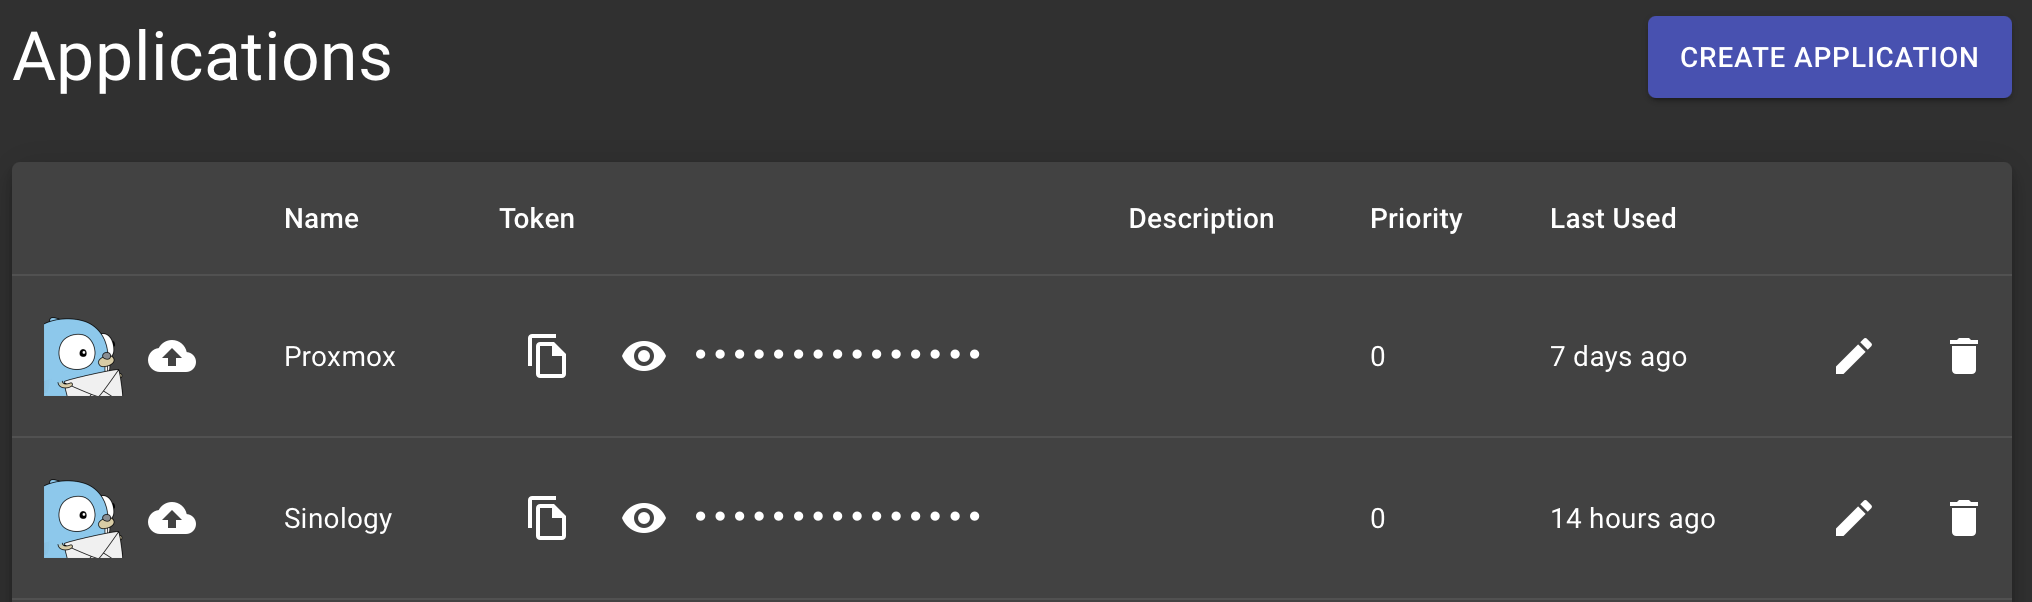 Applications
CREATE APPLICATION
Name Token Description Priority Last Used
Proxmox ••••••••••••••• 0 7 days ago
Sinology ••••••••••••••• 0 14 hours ago